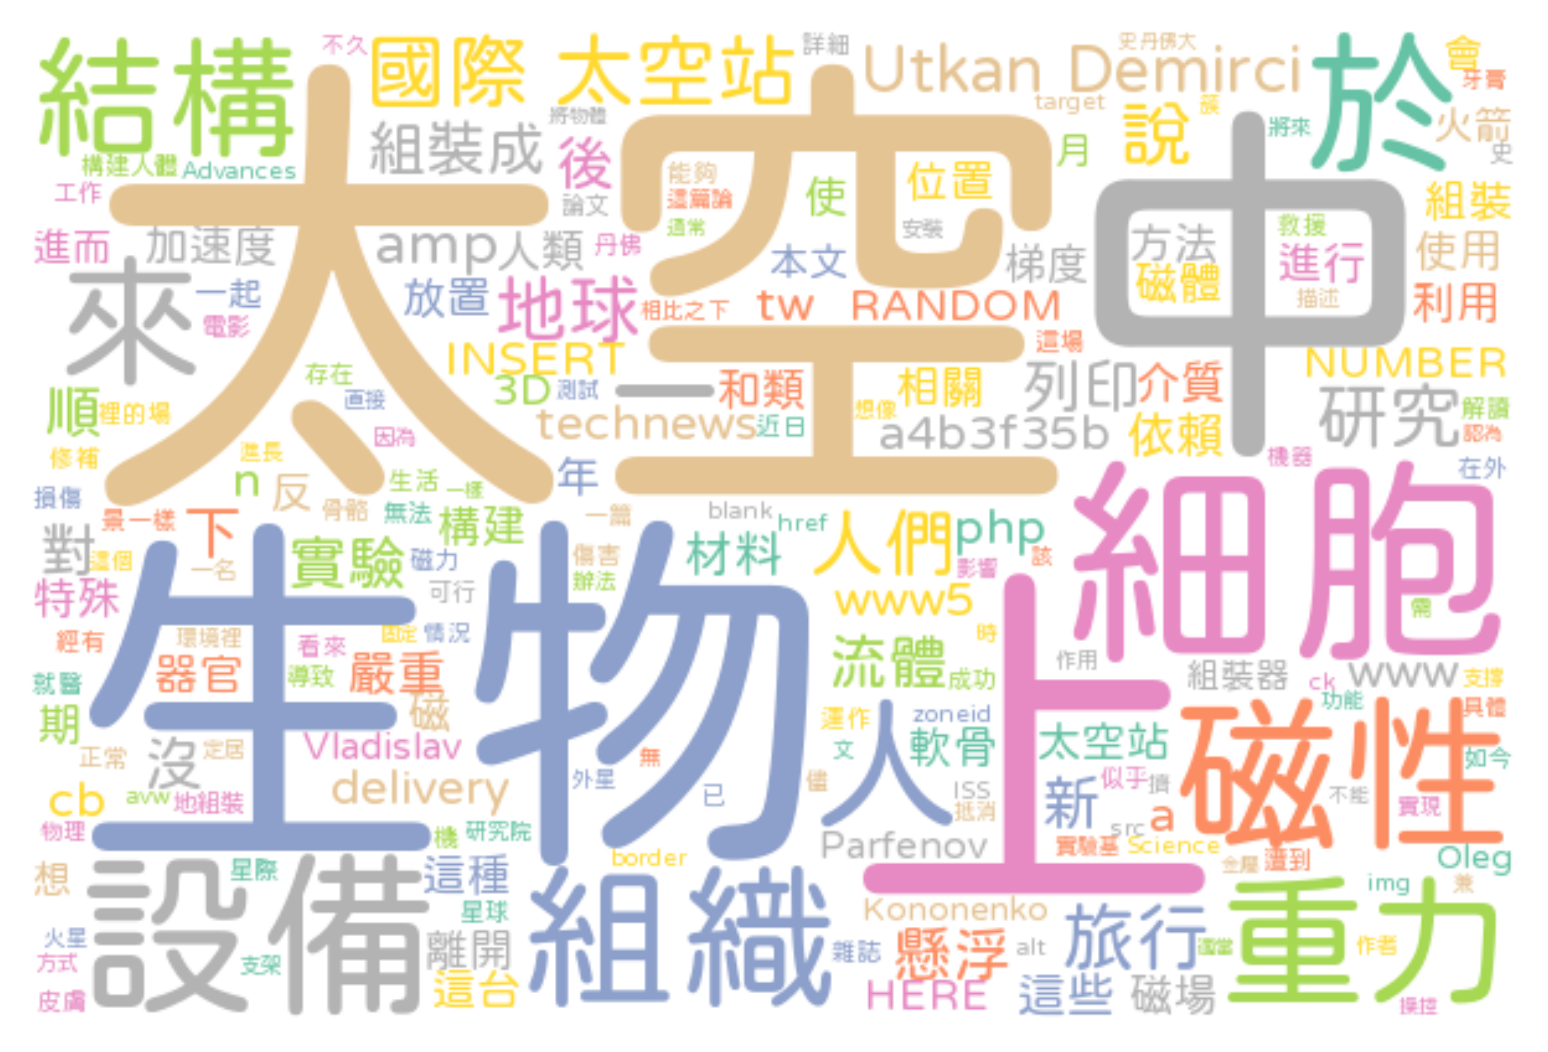 不久 國際 太空站 詳細 Utkan Demirci 史丹佛大 於 會
結構 將物體 target 簇 牙膏
組裝成 後 說 將來 火箭 史
構建人體 Advances 太空 能夠 月 中
工作 論文 這篇論 使 位置 組裝
進而 加速度 amp 人類 丹佛 通常 本文 安裝 梯度 方法 救援 進行 使用
來 一起 放置 地球 相比之下 tw RANDOM 磁體 描述 利用
電影 INSERT 這場 NUMBER
存在 3D 測試 一 和類 相關 列印 介質 研究 解讀
順 裡的場 直接 technews 近日 想像 a4b3f35b 依賴 認為
修補 進長 因為 機器 在外
損傷 n 反 生活 一樣 年 細胞
景一樣 下 骨骼 無法 構建 一篇 blank href 人們 php
對 這個 一名 實驗 磁力 傷害 材料 影響 該
特殊 生物 可行 辦法 www5 上 需
經有 環境裡 看來 固定 情況 流體 時 作用
就醫 器官 導致 嚴重 成功 組裝器 ck www 支撐
期 磁 運作 人 zoneid 功能 磁性 具體
正常 沒 定居 Vladislav 無 文 軟骨 太空站 如今
cb avw 地組裝 delivery 外星 已 儘 ISS 抵消 新 似乎 擠 不能 實現
物理 機 研究院 Parfenov src a
border 實驗基 Science 金屬 遭到 Oleg
想 設備 星際 這種 組織 img 兼
星球 Kononenko 旅行 重力
火星 離開 雜誌 懸浮 alt 適當 作者
方式 支架
皮膚 這台 HERE 這些 磁場 操控